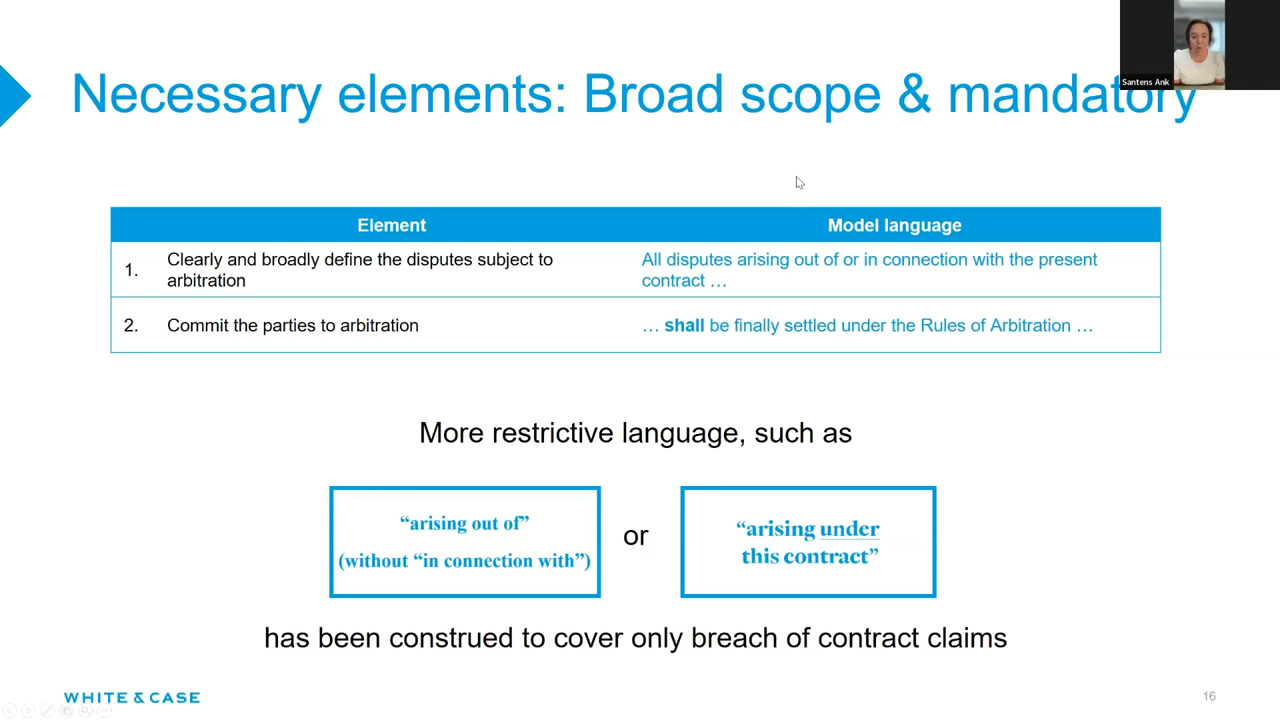 Santens Ank
Necessary elements: Broad scope & mandatory
Element
Model language
1.
Clearly and broadly define the disputes subject to
arbitration
All disputes arising out of or in connection with the present
contract …
2.
Commit the parties to arbitration
… shall be finally settled under the Rules of Arbitration …
More restrictive language, such as
“arising out of”
(without “in connection with”)
or
“arising under
this contract”
has been construed to cover only breach of contract claims
WHITE & CASE
16